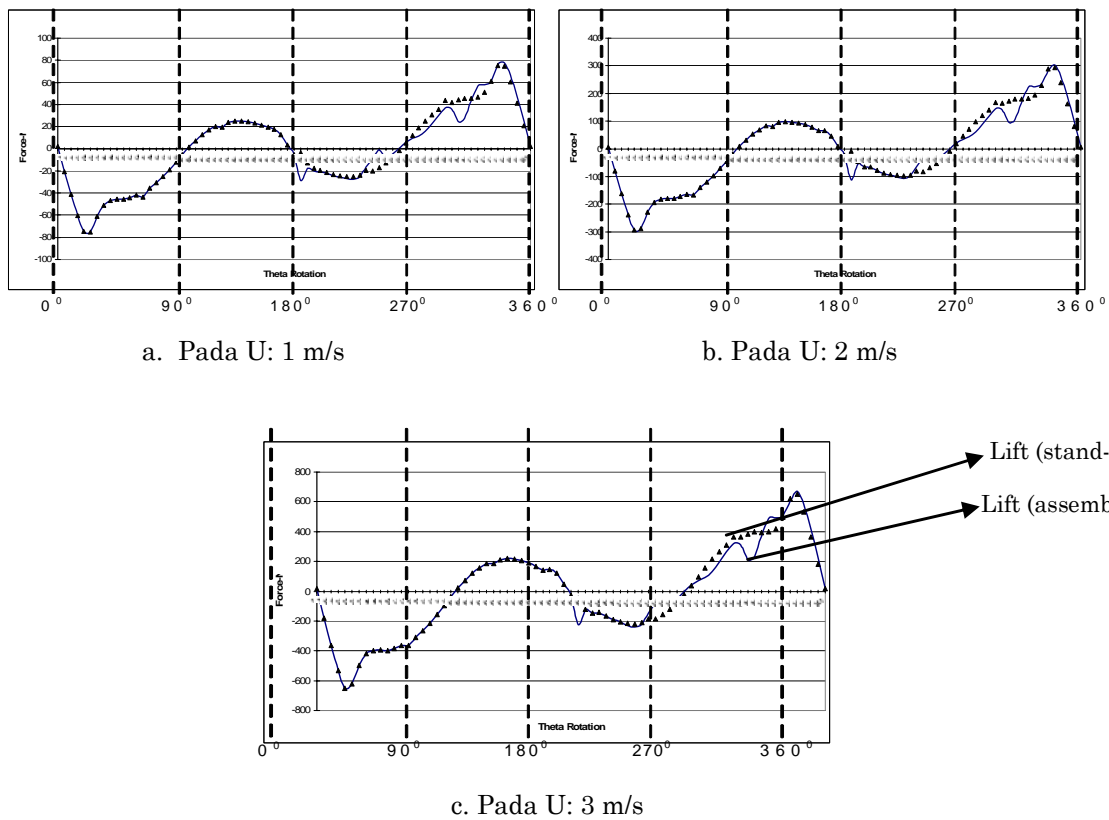 100
80
60
40
20
0
-20
-40
-60
-80
-100
Theta Rotation
0⁰ 90⁰ 180⁰ 270⁰ 360⁰
a. Pada U: 1 m/s
400
300
200
100
0
-100
-200
-300
-400
Theta Rotation
0⁰ 90⁰ 180⁰ 270⁰ 360⁰
b. Pada U: 2 m/s
800
600
400
200
0
-200
-400
-600
-800
Theta Rotation
0⁰ 90⁰ 180⁰ 270⁰ 360⁰
Lift (stand-
Lift (assemb
c. Pada U: 3 m/s